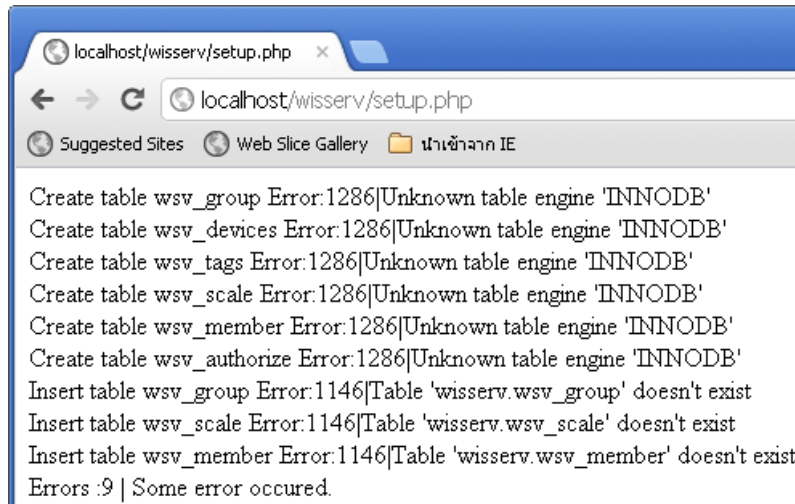 localhost/wisserv/setup.php
localhost/wisserv/setup.php
Suggested Sites Web Slice Gallery นำเข้าจาก IE
Create table wsv_group Error:1286|Unknown table engine 'INNODB'
Create table wsv_devices Error:1286|Unknown table engine 'INNODB'
Create table wsv_tags Error:1286|Unknown table engine 'INNODB'
Create table wsv_scale Error:1286|Unknown table engine 'INNODB'
Create table wsv_member Error:1286|Unknown table engine 'INNODB'
Create table wsv_authorize Error:1286|Unknown table engine 'INNODB'
Insert table wsv_group Error:1146|Table 'wisserv.wsv_group' doesn't exist
Insert table wsv_scale Error:1146|Table 'wisserv.wsv_scale' doesn't exist
Insert table wsv_member Error:1146|Table 'wisserv.wsv_member' doesn't exist
Errors :9 | Some error occured.